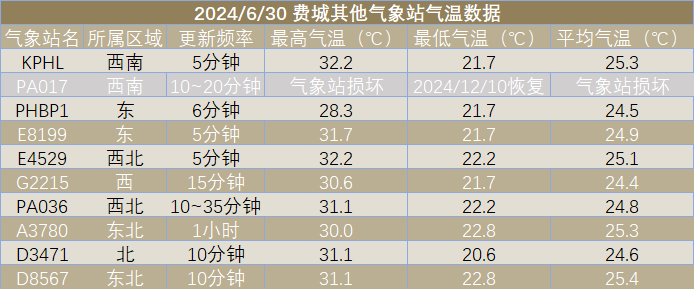 2024/6/30 费城其他气象站气温数据
气象站名 所属区域 更新频率 最高气温（℃） 最低气温（℃） 平均气温（℃）
KPHL 西南 5分钟 32.2 21.7 25.3
PA017 西南 10~20分钟 气象站损坏 2024/12/10恢复 气象站损坏
PHBP1 东 6分钟 28.3 21.7 24.5
E8199 东 5分钟 31.7 21.7 24.9
E4529 西北 5分钟 32.2 22.2 25.1
G2215 西 15分钟 30.6 21.7 24.4
PA036 西北 10~35分钟 31.1 22.2 24.8
A3780 东北 1小时 30.0 22.8 25.3
D3471 北 10分钟 31.1 20.6 24.6
D8567 东北 10分钟 31.1 22.8 25.4